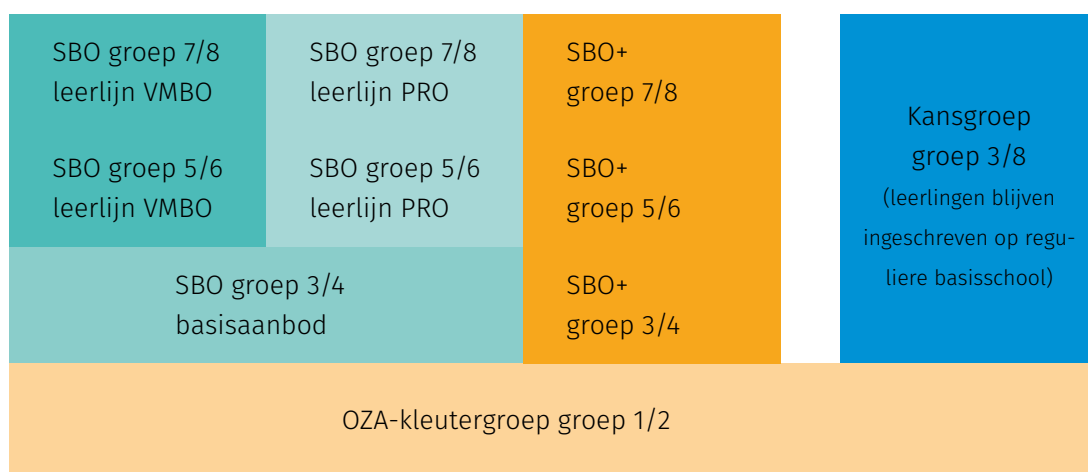 SBO groep 7/8
leerlijn VMBO
SBO groep 5/6
leerlijn VMBO
SBO groep 7/8
leerlijn PRO
SBO groep 5/6
leerlijn PRO
SBO groep 3/4
basisaanbod
SBO+
groep 7/8
SBO+
groep 5/6
SBO+
groep 3/4
Kansgroep
groep 3/8
(leerlingen blijven
ingeschreven op regu-
liere basisschool)
OZA-kleutergroep groep 1/2